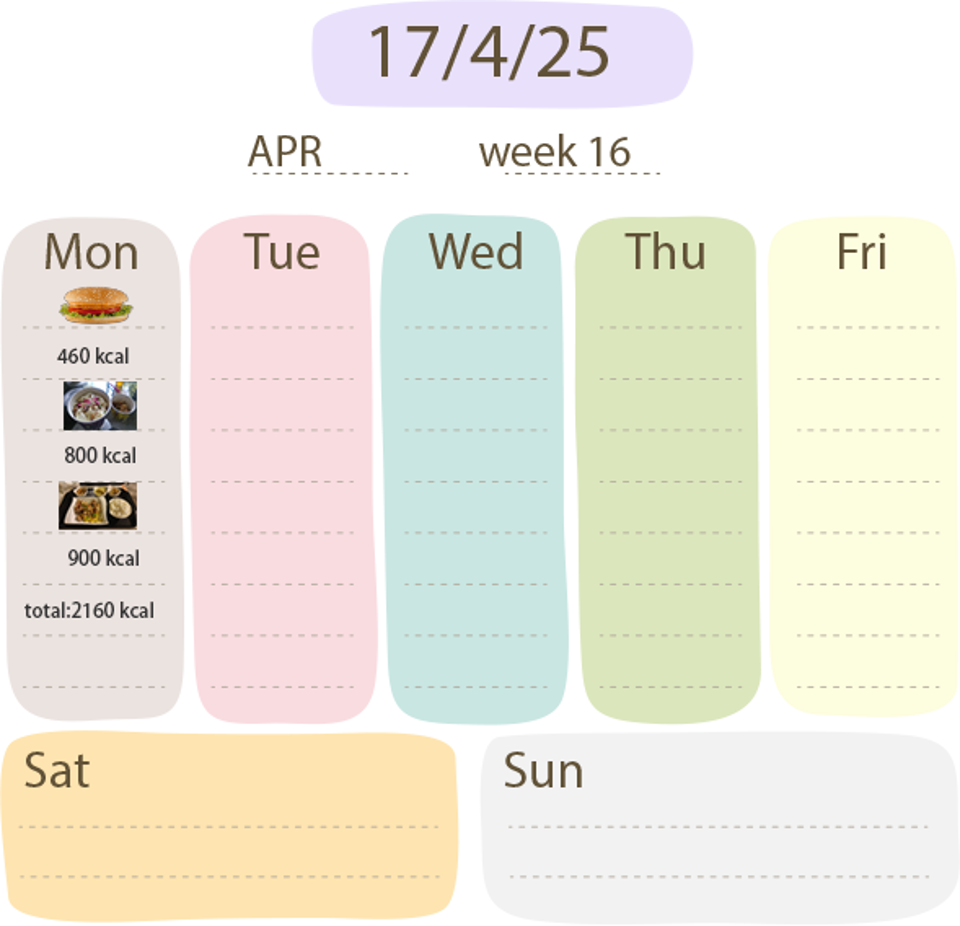 17/4/25
APR week 16
Mon Tue Wed Thu Fri
460 kcal
800 kcal
900 kcal
total:2160 kcal
Sat Sun